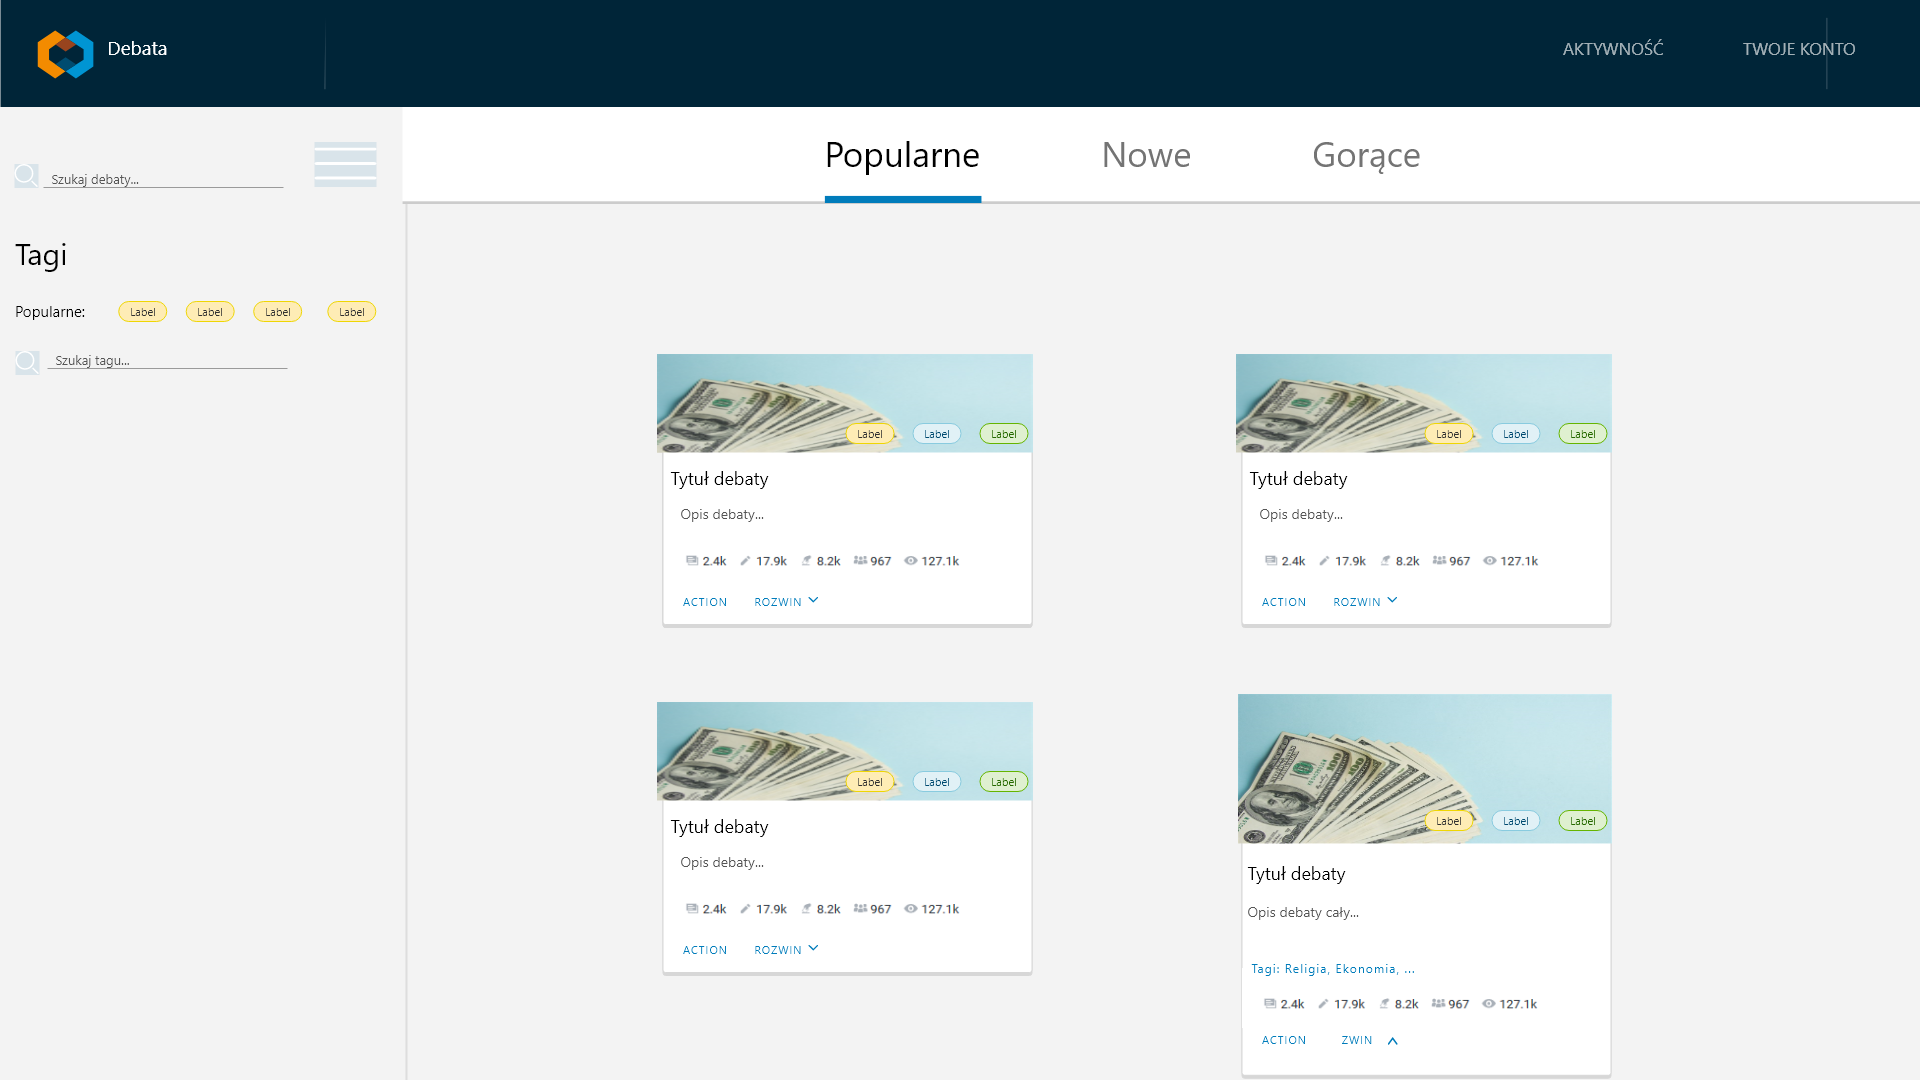 Debata
AKTYWNOŚĆ
TWOJE KONTO
Szukaj debaty...
Popularne
Nowe
Gorące
Tagi
Popularne:
Label
Label
Label
Label
Szukaj tagu...
Label
Label
Label
Tytuł debaty
Opis debaty...
2.4k 17.9k 8.2k 967 127.1k
ACTION ROZWIN
Label
Label
Label
Tytuł debaty
Opis debaty...
2.4k 17.9k 8.2k 967 127.1k
ACTION ROZWIN
Label
Label
Label
Tytuł debaty
Opis debaty...
2.4k 17.9k 8.2k 967 127.1k
ACTION ROZWIN
Label
Label
Label
Tytuł debaty
Opis debaty cały...
Tagi: Religia, Ekonomia, ...
2.4k 17.9k 8.2k 967 127.1k
ACTION ZWIN